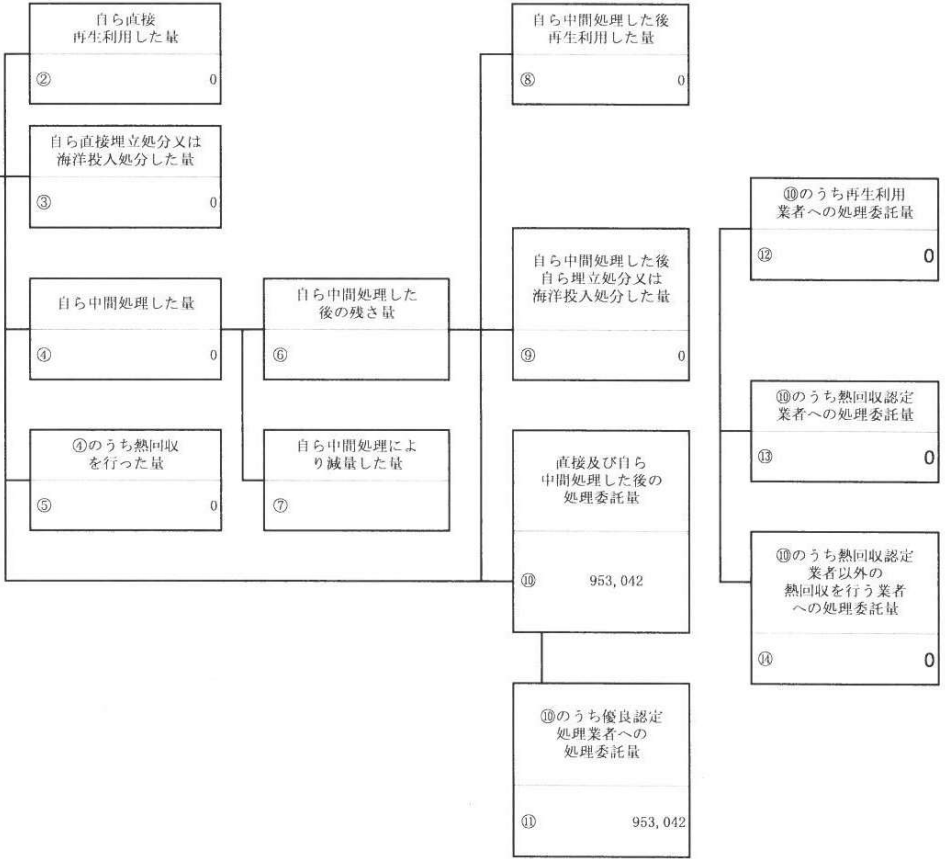 自ら直接
再生利用した量
② 0
自ら直接埋立処分又は
海洋投入処分した量
③ 0
自ら中間処理した量
④ 0
④のうち熱回収
を行った量
⑤ 0
自ら中間処理した
後の残さ量
⑥
自ら中間処理によ
り減量した量
⑦
自ら中間処理した後
再生利用した量
⑧ 0
自ら中間処理した後
自ら埋立処分又は
海洋投入処分した量
⑨ 0
直接及び自ら
中間処理した後の
処理委託量
⑩ 953,042
⑩のうち優良認定
処理業者への
処理委託量
⑪ 953,042
⑩のうち再生利用
業者への処理委託量
⑫ 0
⑩のうち熱回収認定
業者への処理委託量
⑬ 0
⑩のうち熱回収認定
業者以外の
熱回収を行う業者
への処理委託量
⑭ 0